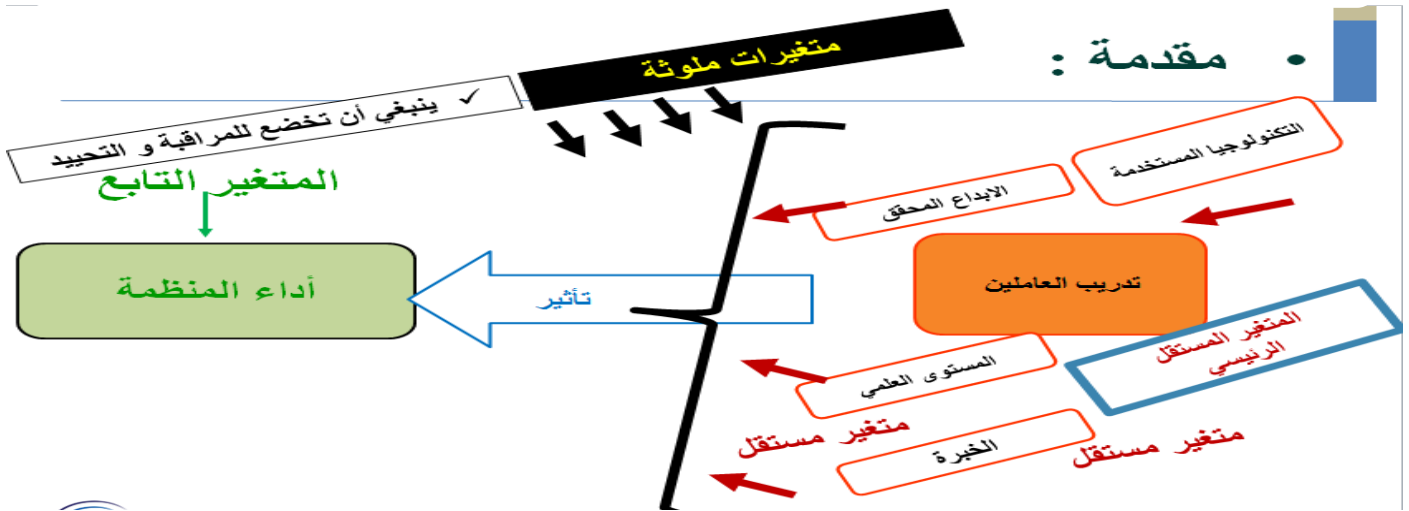 • مقدمة :
متغيرات ملوثة
✓ ينبغي أن تخضع للمراقبة و التحييد
التكنولوجيا المستخدمة
الابداع المحقق
المتغير التابع
تدريب العاملين
تأثير
أداء المنظمة
المتغير المستقل
الرئيسي
المستوى العلمي
متغير مستقل
الخبرة
متغير مستقل